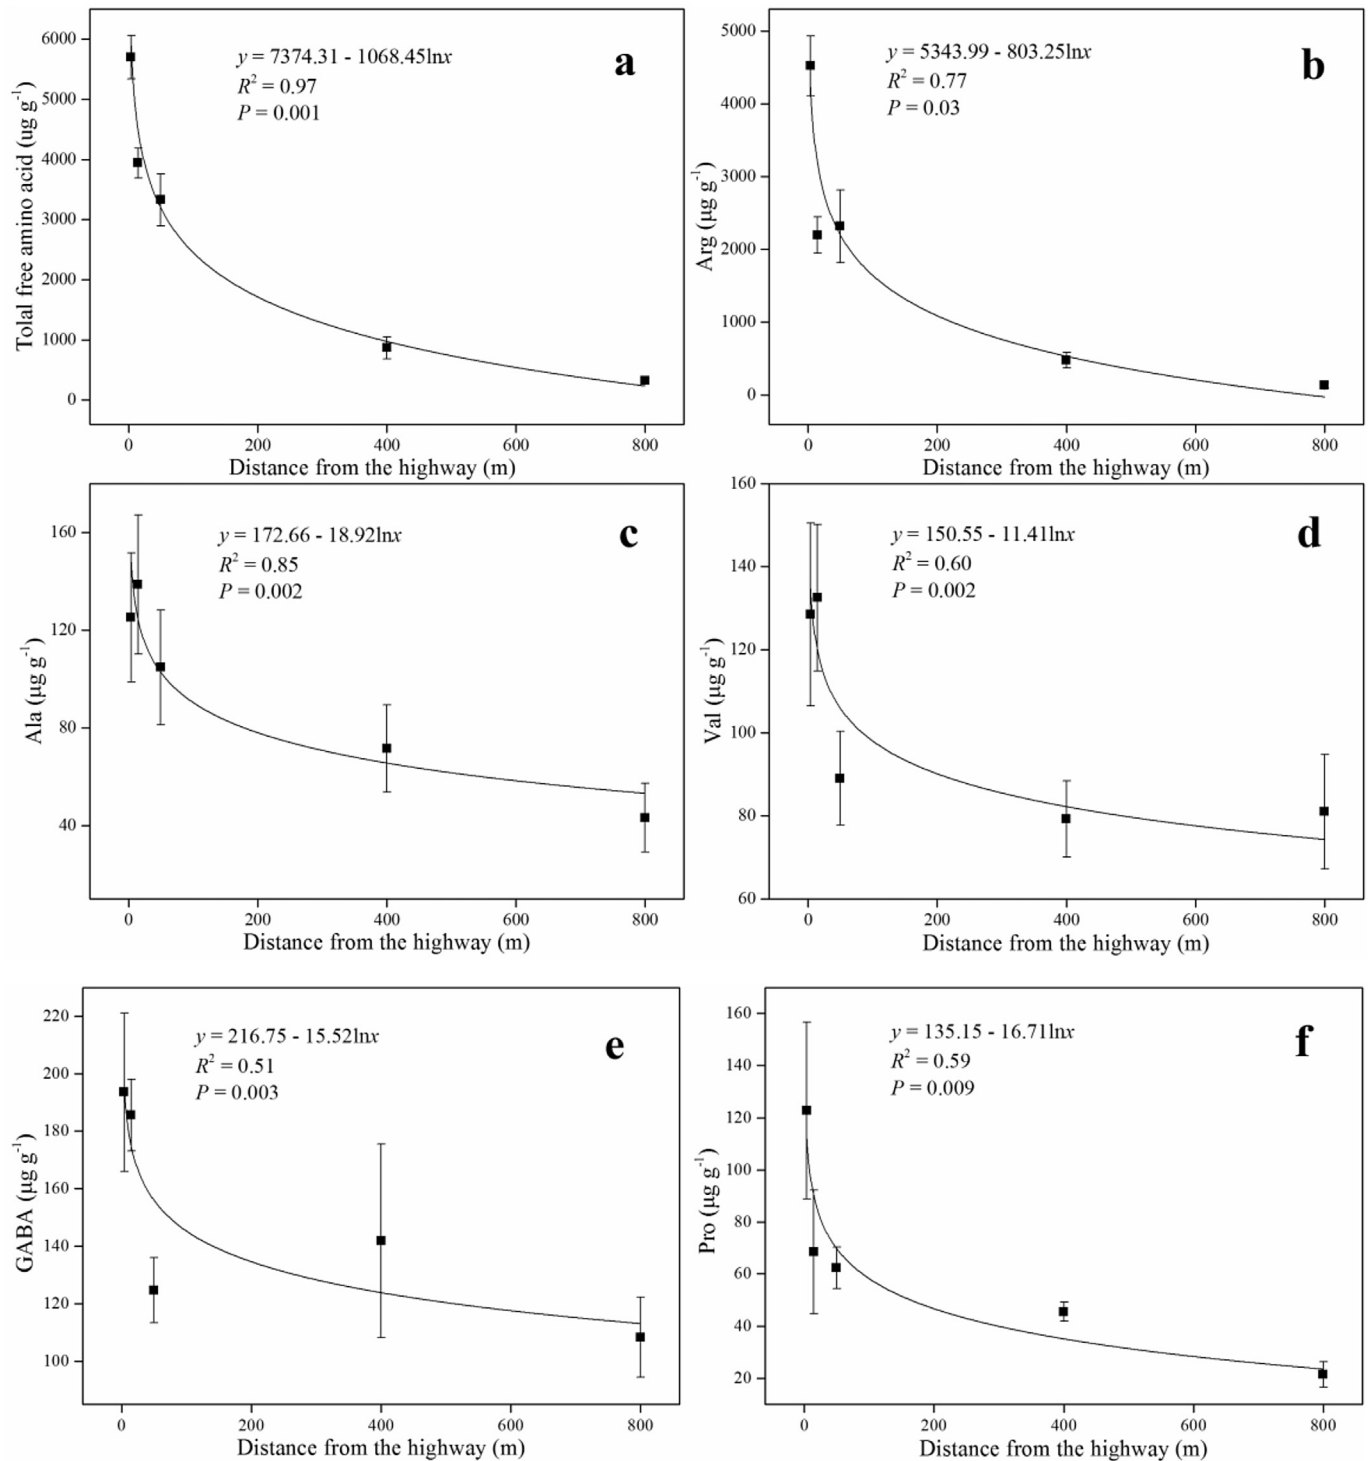 a
y = 7374.31 - 1068.45lnx
R² = 0.97
P = 0.001
Tolal free amino acid (ug g⁻¹)
6000
5000
4000
3000
2000
1000
0
0 200 400 600 800
Distance from the highway (m)
b
y = 5343.99 - 803.25lnx
R² = 0.77
P = 0.03
Arg (µg g⁻¹)
5000
4000
3000
2000
1000
0
0 200 400 600 800
Distance from the highway (m)
c
y = 172.66 - 18.92lnx
R² = 0.85
P = 0.002
Ala (µg g⁻¹)
160
120
80
40
0 200 400 600 800
Distance from the highway (m)
d
y = 150.55 - 11.41lnx
R² = 0.60
P = 0.002
Val (µg g⁻¹)
160
140
120
100
80
60
0 200 400 600 800
Distance from the highway (m)
e
y = 216.75 - 15.52lnx
R² = 0.51
P = 0.003
GABA (µg g⁻¹)
220
200
180
160
140
120
100
0 200 400 600 800
Distance from the highway (m)
f
y = 135.15 - 16.71lnx
R² = 0.59
P = 0.009
Pro (µg g⁻¹)
160
140
120
100
80
60
40
20
0 200 400 600 800
Distance from the highway (m)